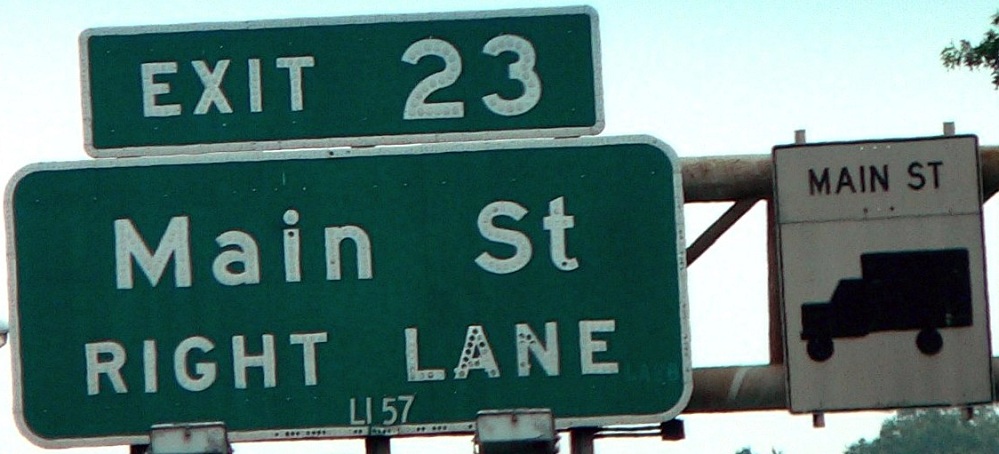 EXIT 23
Main St
RIGHT LANE
LI 57
MAIN ST